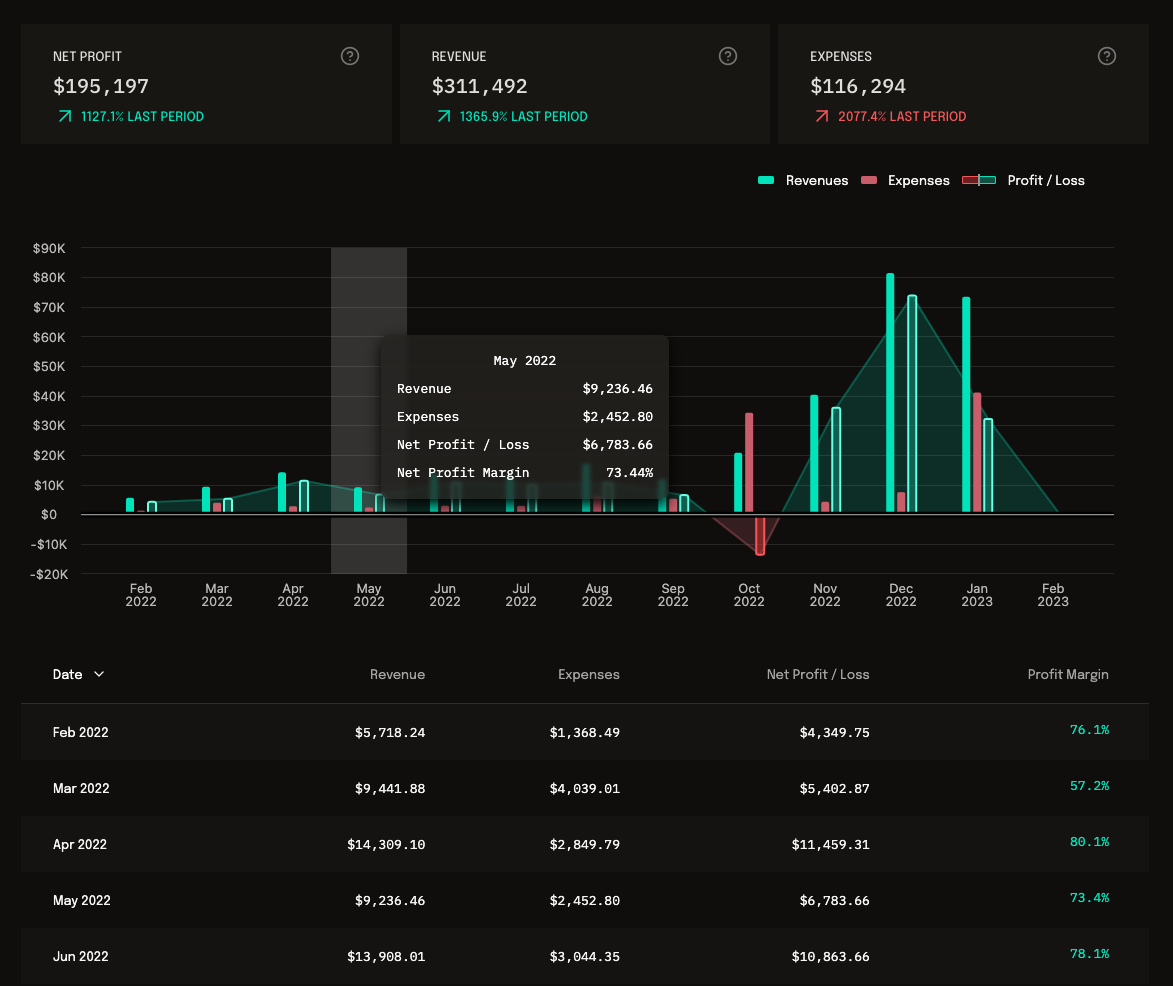 NET PROFIT
$195,197
1127.1% LAST PERIOD
REVENUE
$311,492
1365.9% LAST PERIOD
EXPENSES
$116,294
2077.4% LAST PERIOD
Revenues Expenses Profit / Loss
$90K
$80K
$70K
$60K
$50K
$40K
$30K
$20K
$10K
$0
-$10K
-$20K
May 2022
Revenue $9,236.46
Expenses $2,452.80
Net Profit / Loss $6,783.66
Net Profit Margin 73.44%
Feb Mar Apr May Jun Jul Aug Sep Oct Nov Dec Jan Feb
2022 2022 2022 2022 2022 2022 2022 2022 2022 2022 2022 2023 2023
Date Revenue Expenses Net Profit / Loss Profit Margin
Feb 2022 $5,718.24 $1,368.49 $4,349.75 76.1%
Mar 2022 $9,441.88 $4,039.01 $5,402.87 57.2%
Apr 2022 $14,309.10 $2,849.79 $11,459.31 80.1%
May 2022 $9,236.46 $2,452.80 $6,783.66 73.4%
Jun 2022 $13,908.01 $3,044.35 $10,863.66 78.1%